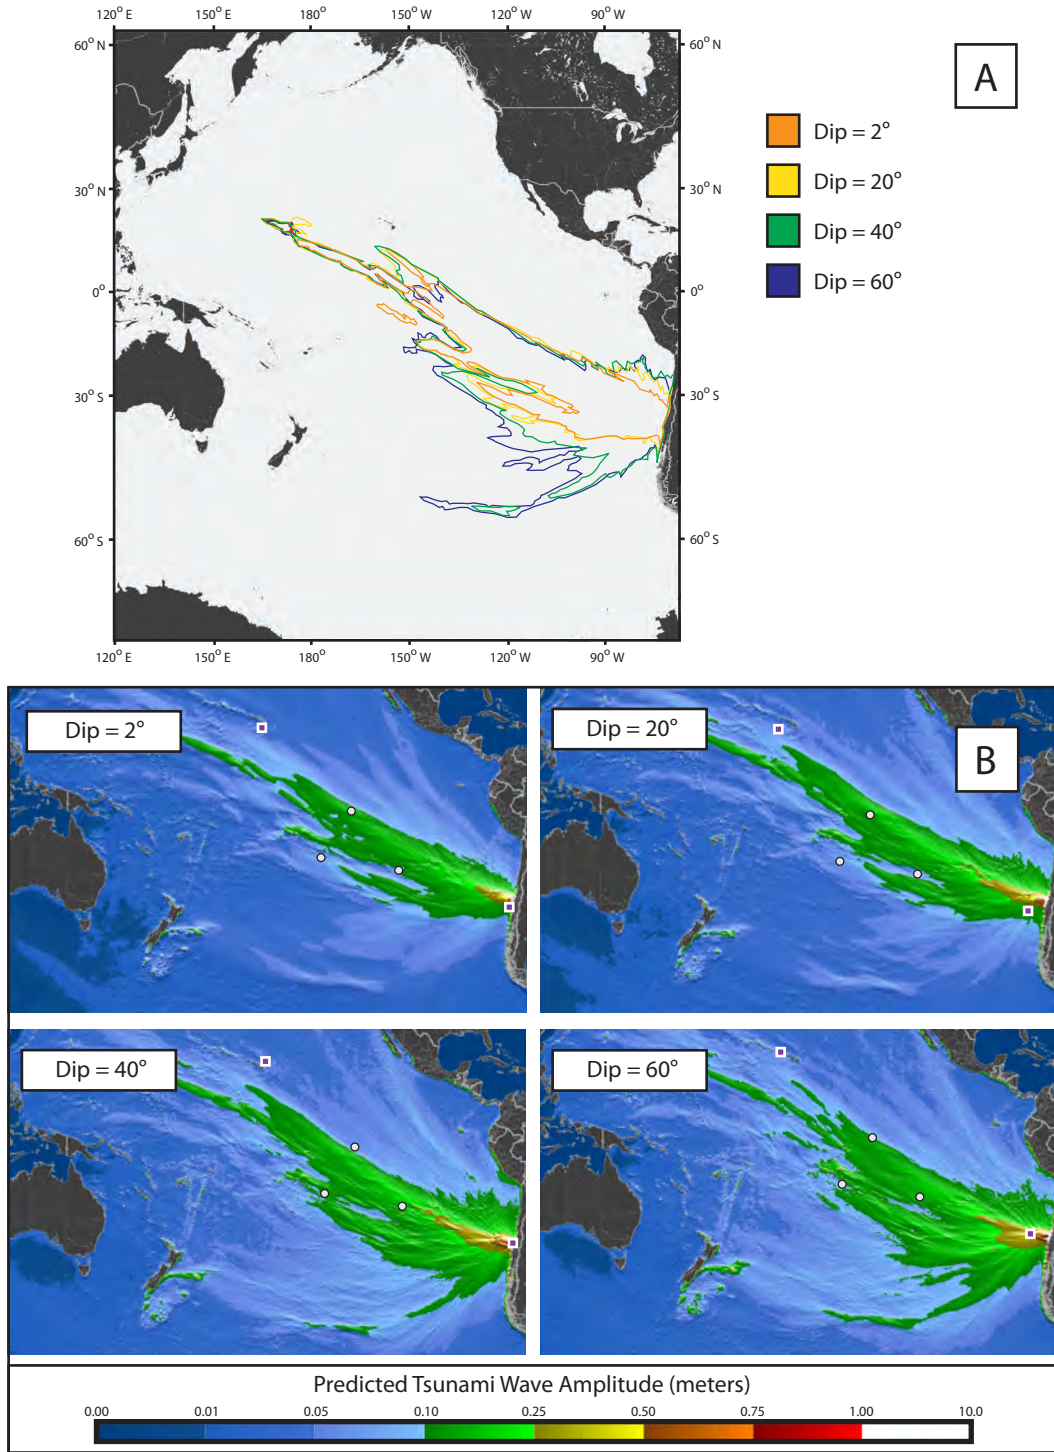 120° E 150° E 180° 150° W 120° W 90° W
60° N 60° N
A
Dip = 2°
Dip = 20°
30° N 30° N
Dip = 40°
Dip = 60°
0° 0°
30° S 30° S
60° S 60° S
120° E 150° E 180° 150° W 120° W 90° W
Dip = 2° Dip = 20°
B
Dip = 40° Dip = 60°
Predicted Tsunami Wave Amplitude (meters)
0.00 0.01 0.05 0.10 0.25 0.50 0.75 1.00 10.0